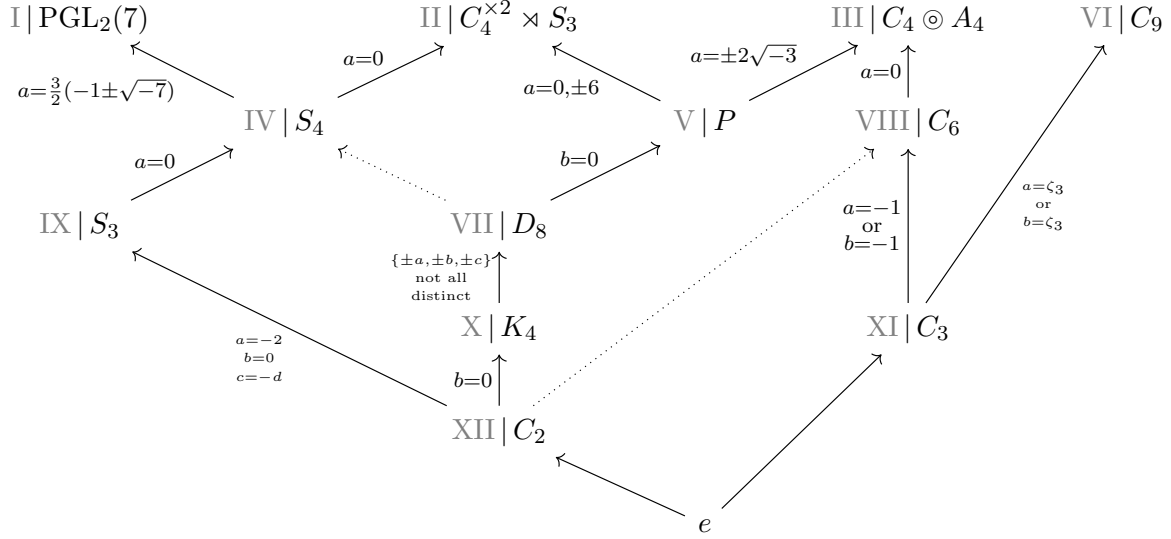 I | PGL₂(7)
II | C₄^{×2} ⋊ S₃
III | C₄ ⊚ A₄
VI | C₉
a=3/2(−1±√−7)
a=0
a=0,±6
a=±2√−3
a=0
IV | S₄
V | P
VIII | C₆
a=0
b=0
a=−1
or
b=−1
a=ζ₃
or
b=ζ₃
IX | S₃
VII | D₈
{±a,±b,±c}
not all
distinct
X | K₄
XI | C₃
a=−2
b=0
c=−d
b=0
XII | C₂
e